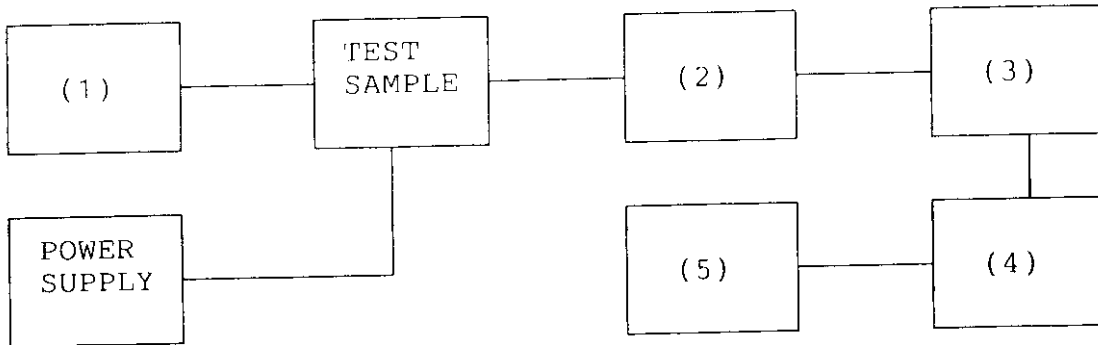 (1)
TEST
SAMPLE
(2)
(3)
POWER
SUPPLY
(5)
(4)